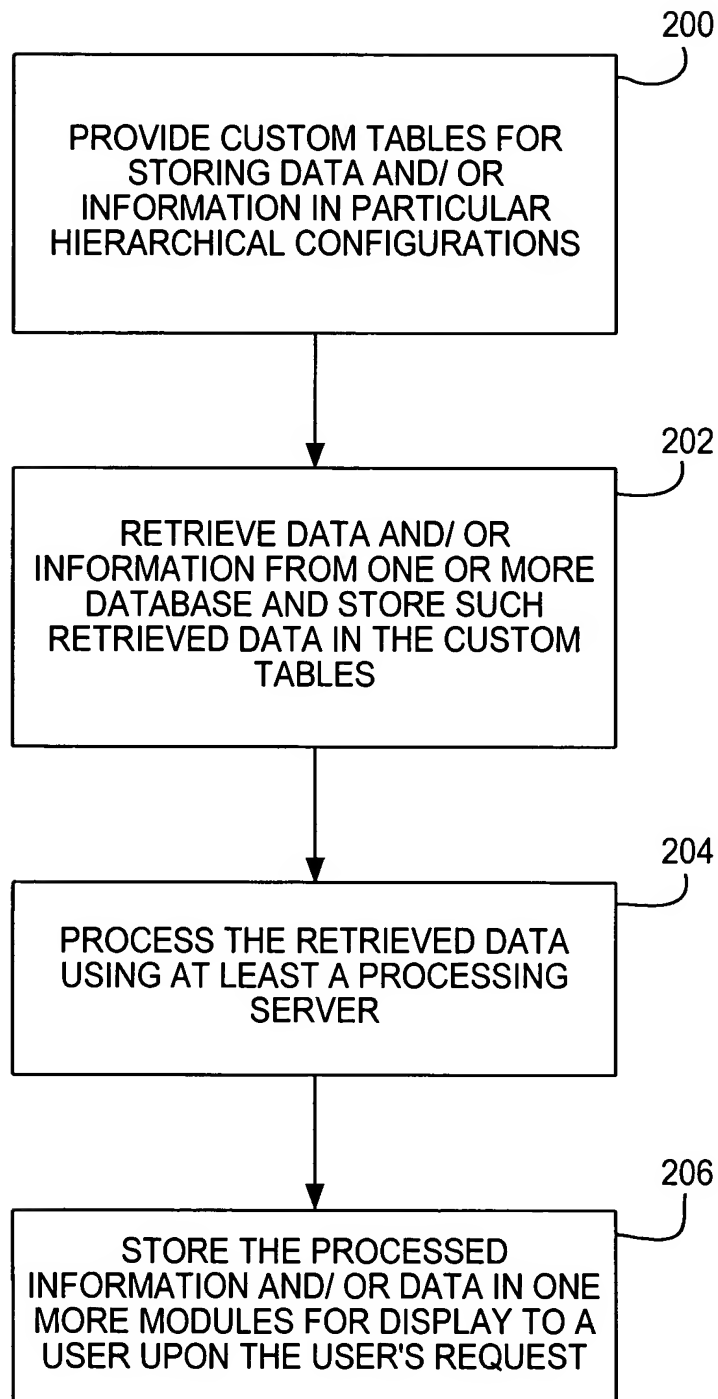 200
PROVIDE CUSTOM TABLES FOR
STORING DATA AND/ OR
INFORMATION IN PARTICULAR
HIERARCHICAL CONFIGURATIONS
202
RETRIEVE DATA AND/ OR
INFORMATION FROM ONE OR MORE
DATABASE AND STORE SUCH
RETRIEVED DATA IN THE CUSTOM
TABLES
204
PROCESS THE RETRIEVED DATA
USING AT LEAST A PROCESSING
SERVER
206
STORE THE PROCESSED
INFORMATION AND/ OR DATA IN ONE
MORE MODULES FOR DISPLAY TO A
USER UPON THE USER'S REQUEST